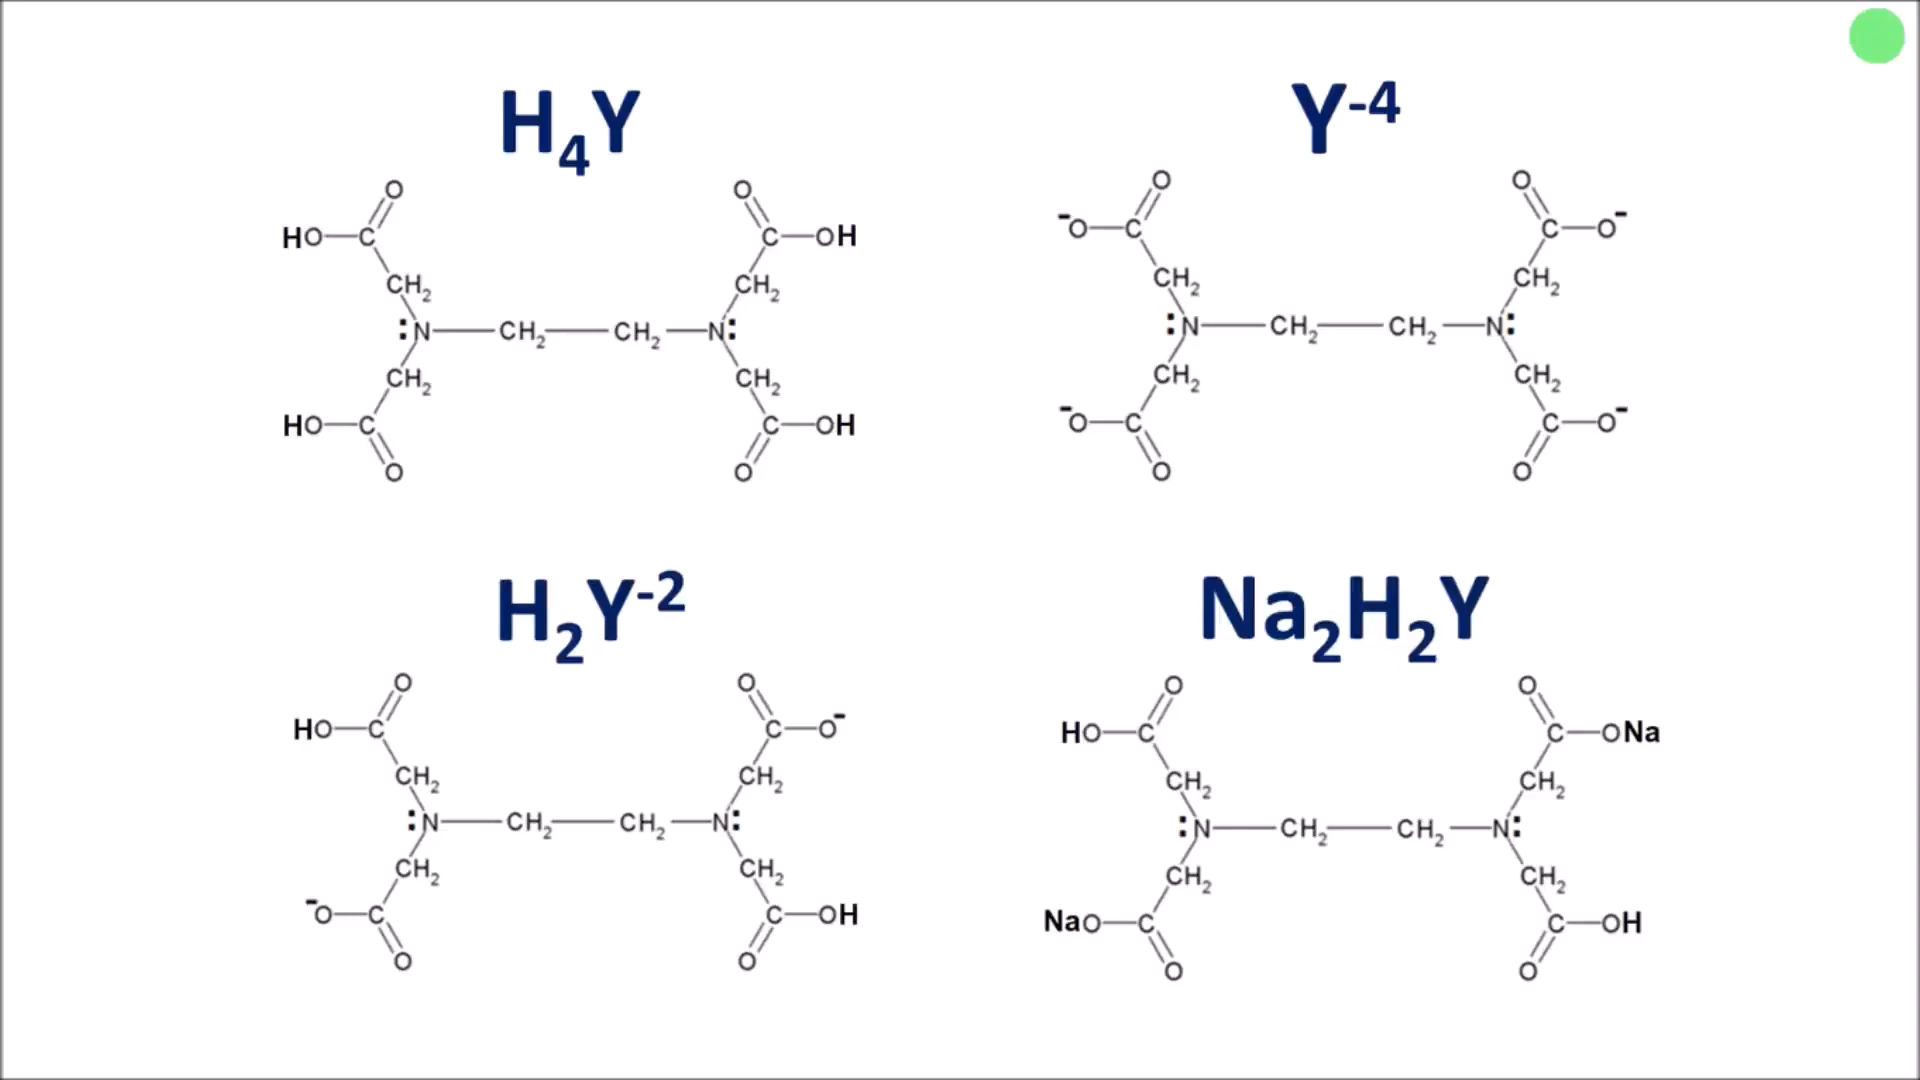 H₄Y
Y⁻⁴
O O
HO C C OH
CH₂ CH₂
:N CH₂ CH₂ N:
CH₂ CH₂
HO C C OH
O O
O O
⁻O C C O⁻
CH₂ CH₂
:N CH₂ CH₂ N:
CH₂ CH₂
⁻O C C O⁻
O O
H₂Y⁻²
Na₂H₂Y
O O
HO C C O⁻
CH₂ CH₂
:N CH₂ CH₂ N:
CH₂ CH₂
⁻O C C OH
O O
O O
HO C C ONa
CH₂ CH₂
:N CH₂ CH₂ N:
CH₂ CH₂
NaO C C OH
O O